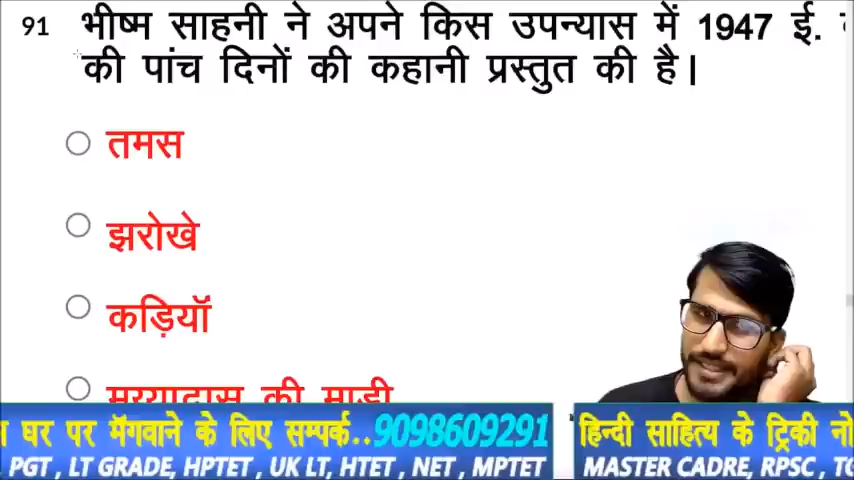 91 भीष्म साहनी ने अपने किस उपन्यास में 1947 ई.
की पांच दिनों की कहानी प्रस्तुत की है।
तमस
झरोखे
कड़ियॉ
की माड़ी
घर पर मॅगवाने के लिए सम्पर्क..9098609291
हिन्दी साहित्य के ट्रिकी
PGT , LT GRADE, HPTET , UK LT, HTET , NET , MPTET
MASTER CADRE, RPSC ,